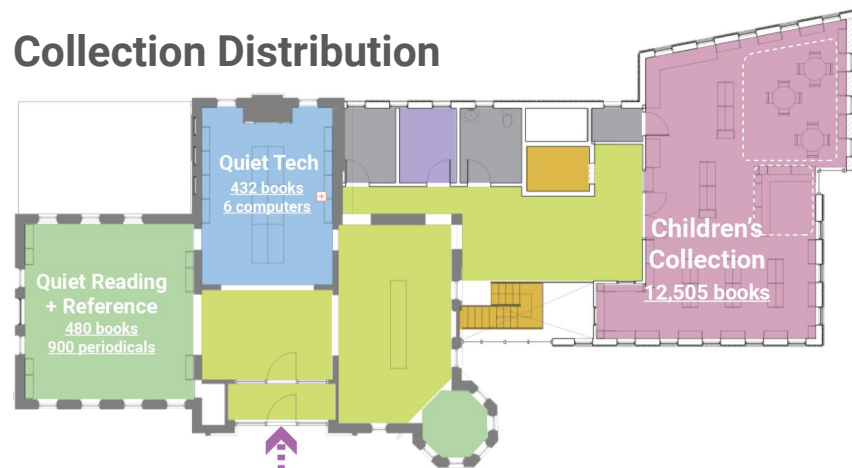 Collection Distribution
Quiet Tech
432 books
6 computers
Children's
Collection
12,505 books
Quiet Reading
+ Reference
480 books
900 periodicals